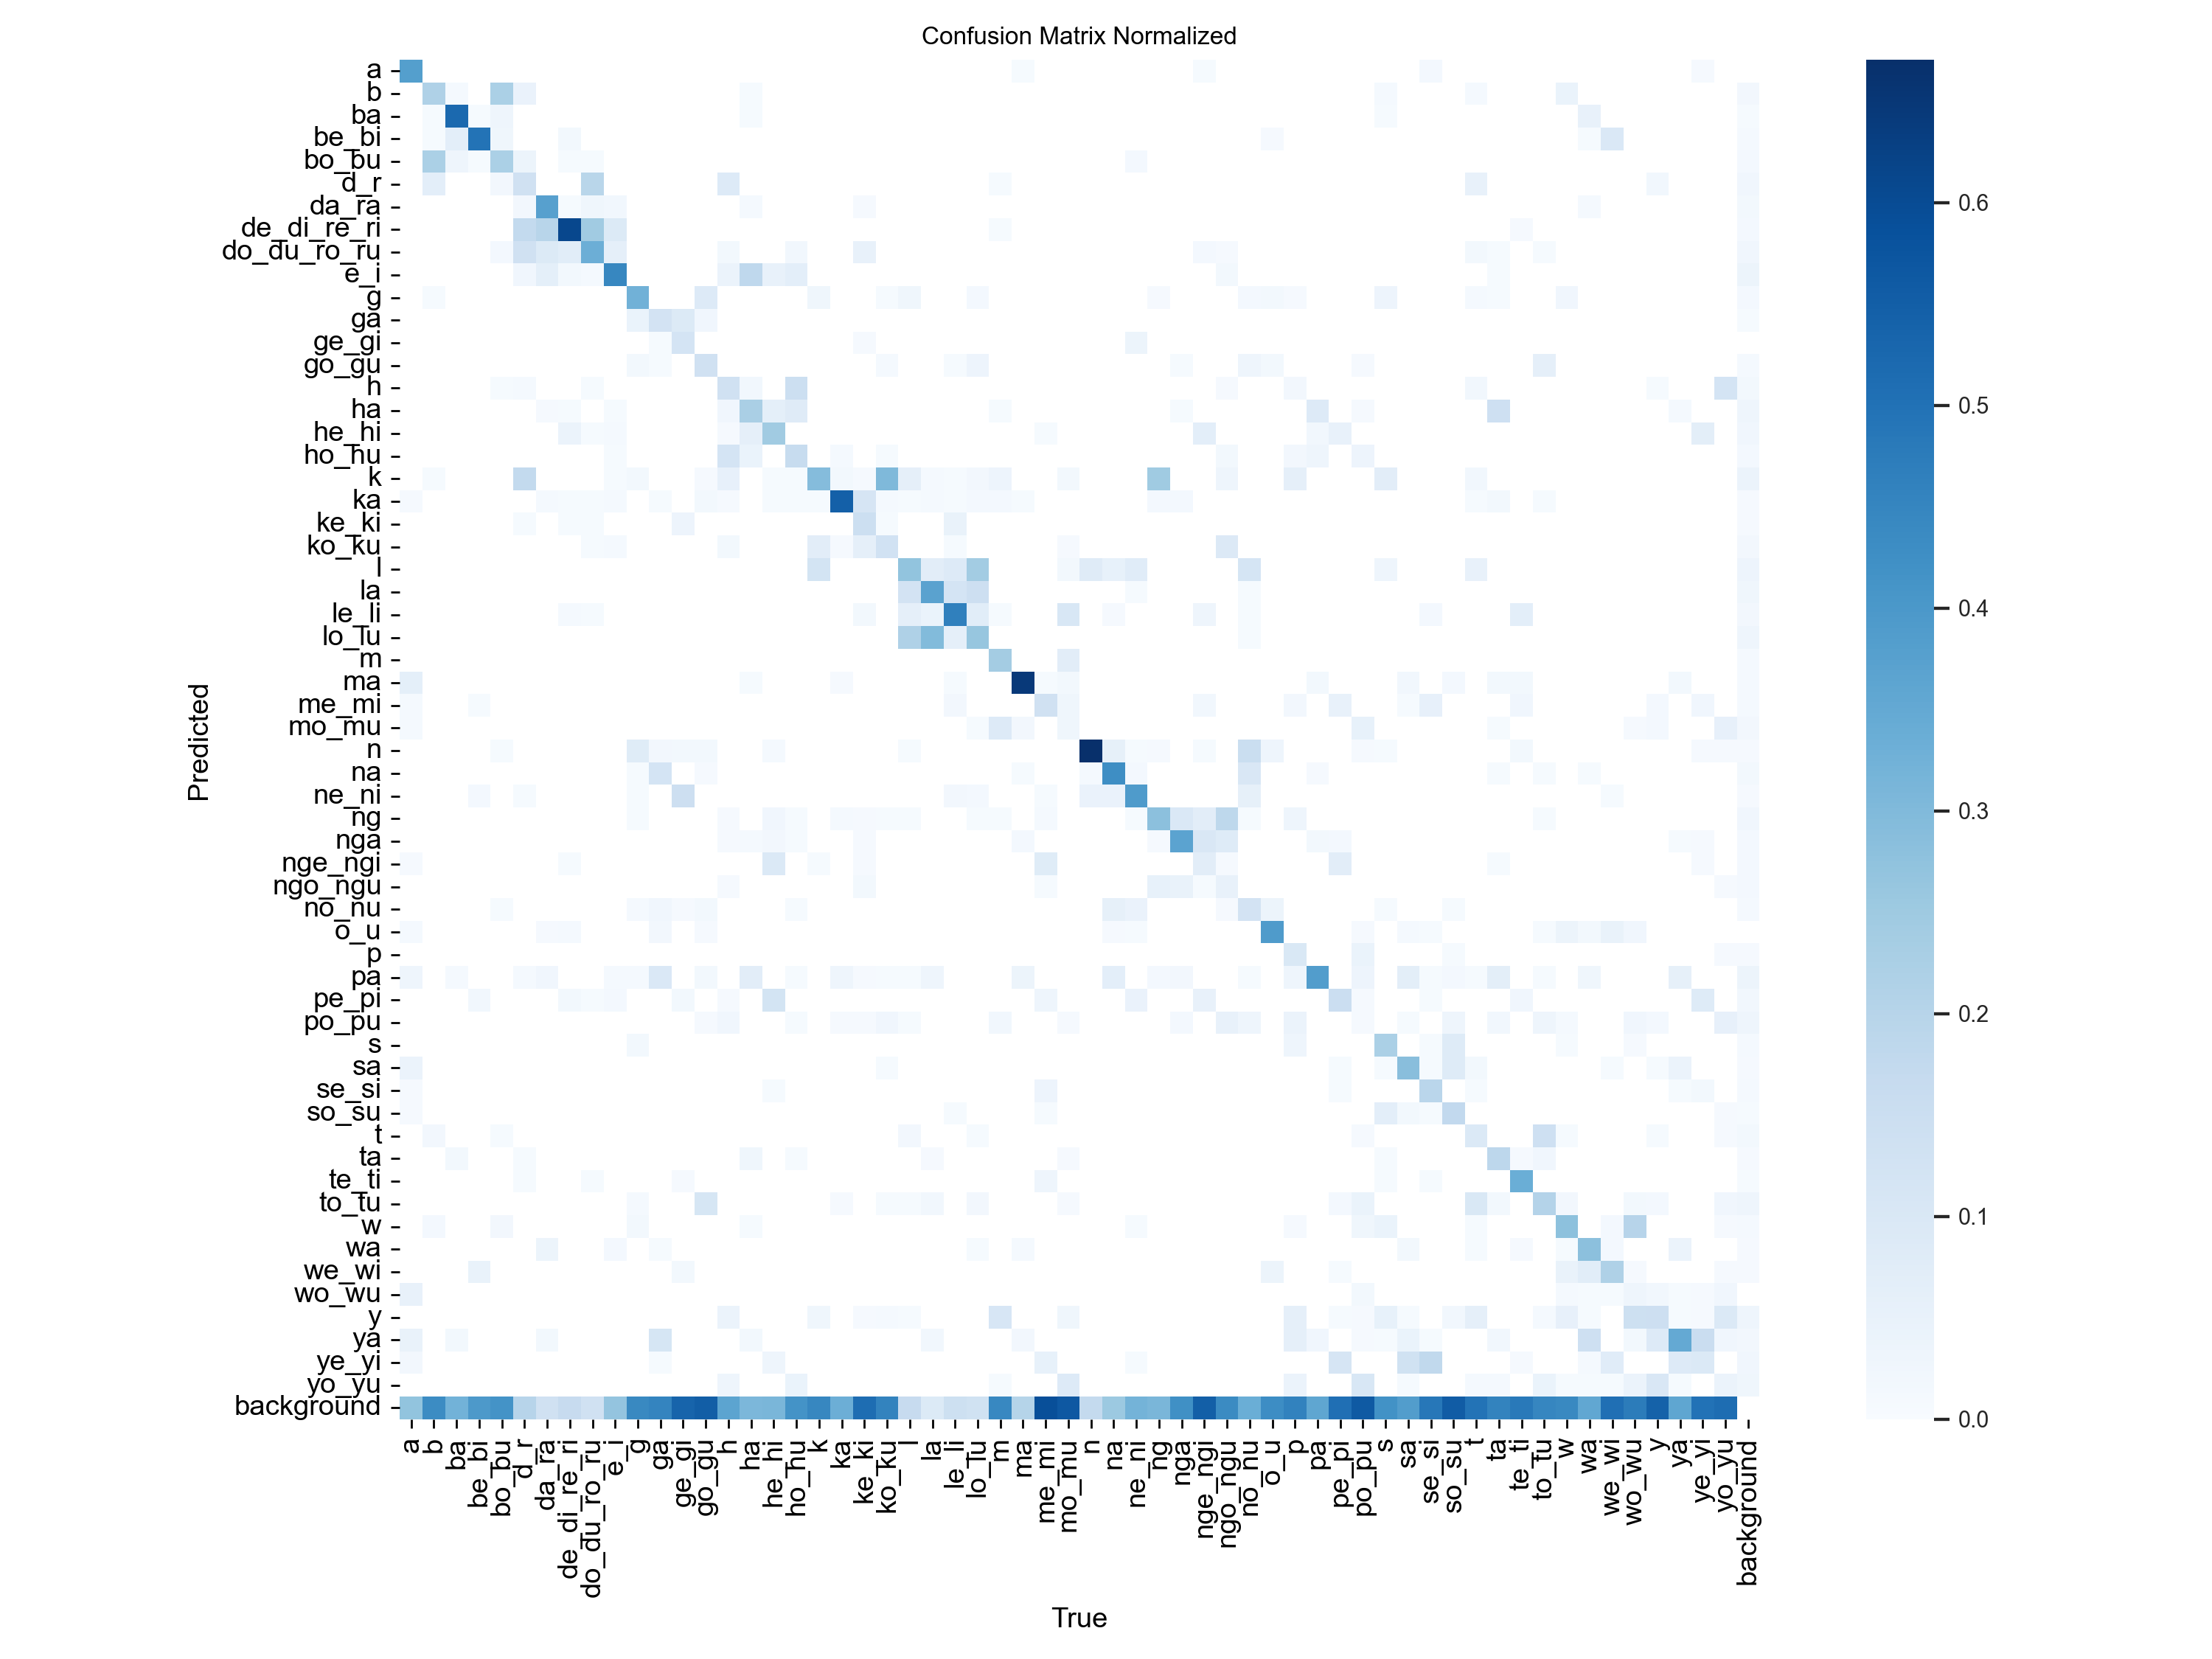 Confusion Matrix Normalized
a
b
ba
be_bi
bo_bu
d_r
da_ra
de_di_re_ri
do_du_ro_ru
e_i
g
ga
ge_gi
go_gu
h
ha
he_hi
ho_hu
k
ka
ke_ki
ko_ku
l
la
le_li
lo_lu
m
ma
me_mi
mo_mu
n
na
ne_ni
ng
nga
nge_ngi
ngo_ngu
no_nu
o_u
p
pa
pe_pi
po_pu
s
sa
se_si
so_su
t
ta
te_ti
to_tu
w
wa
we_wi
wo_wu
y
ya
ye_yi
yo_yu
background
Predicted
a b ba be_bi bo_bu d_r da_ra de_di_re_ri do_du_ro_ru e_i g ga ge_gi go_gu h ha he_hi ho_hu k ka ke_ki ko_ku l la le_li lo_lu m ma me_mi mo_mu n na ne_ni ng nga nge_ngi ngo_ngu no_nu o_u p pa pe_pi po_pu s sa se_si so_su t ta te_ti to_tu w wa we_wi wo_wu y ya ye_yi yo_yu background
True
0.6
0.5
0.4
0.3
0.2
0.1
0.0